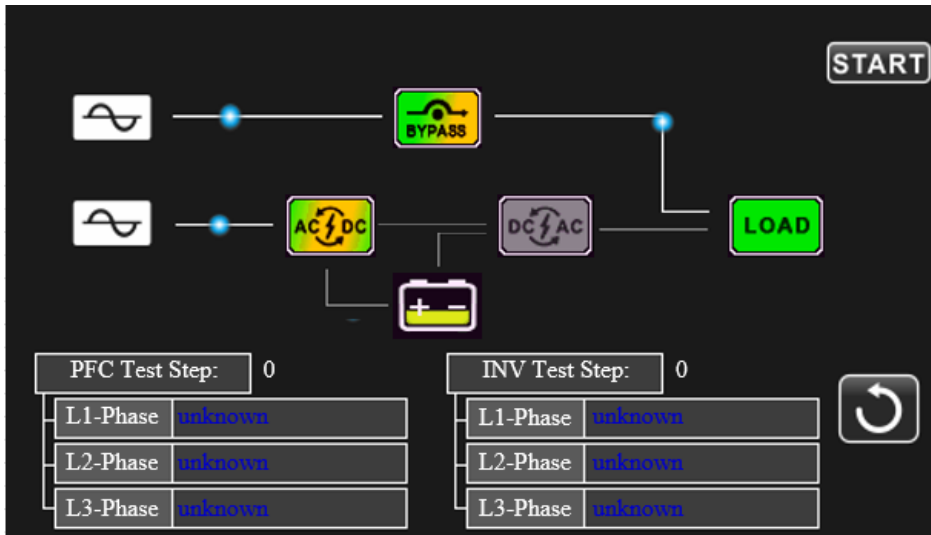 START
BYPASS
AC DC
DC AC
LOAD
+ -
PFC Test Step: 0
INV Test Step: 0
L1-Phase unknown
L1-Phase unknown
L2-Phase unknown
L2-Phase unknown
L3-Phase unknown
L3-Phase unknown